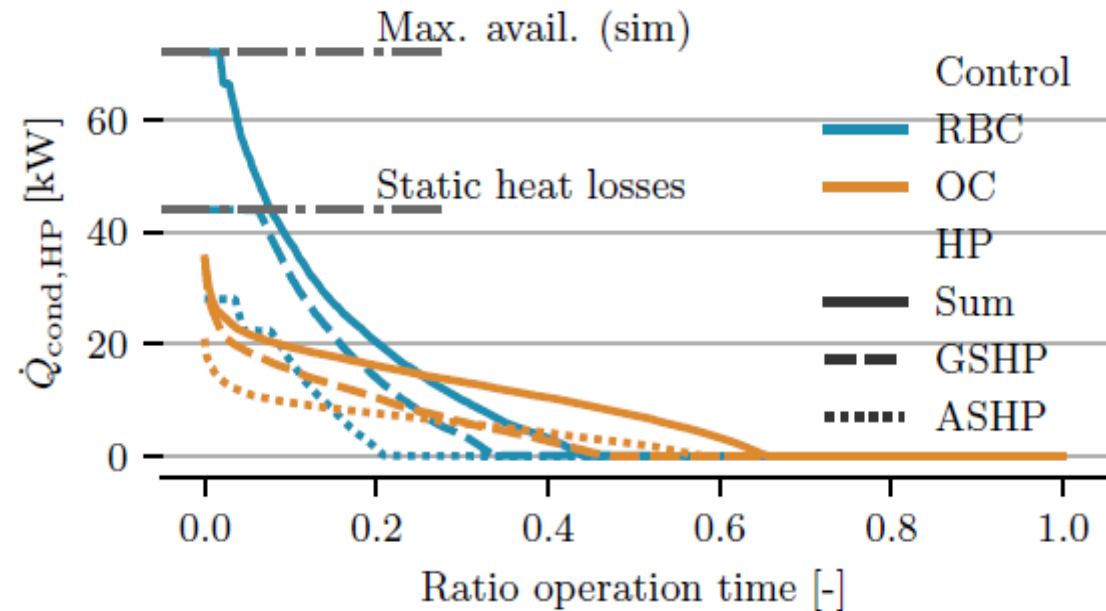 Max. avail. (sim)
Static heat losses
Control
RBC
OC
HP
Sum
GSHP
ASHP
Q̇cond,HP [kW]
60
40
20
0
0.0 0.2 0.4 0.6 0.8 1.0
Ratio operation time [-]